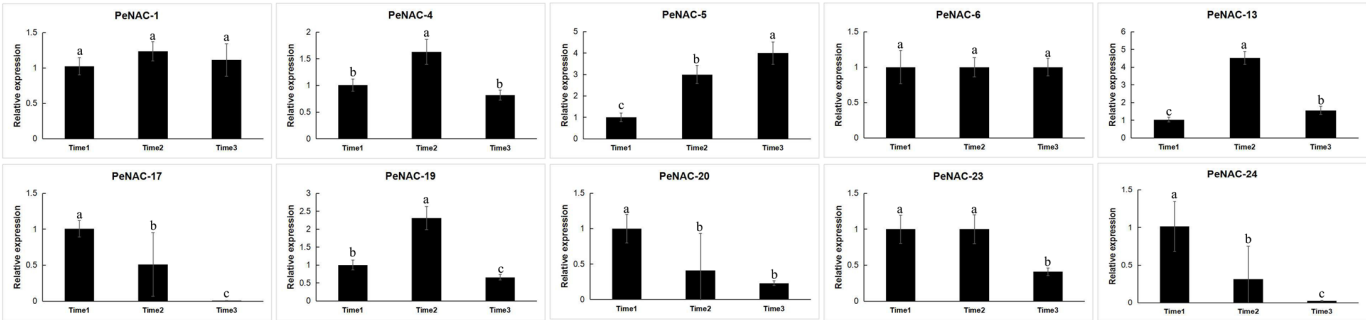 PeNAC-1
Relative expression
1.5
1
0.5
0
a
a
a
Time1 Time2 Time3
PeNAC-4
Relative expression
2
1.5
1
0.5
0
b
a
b
Time1 Time2 Time3
PeNAC-5
Relative expression
5
4
3
2
1
0
c
b
a
Time1 Time2 Time3
PeNAC-6
Relative expression
1.5
1
0.5
0
a
a
a
Time1 Time2 Time3
PeNAC-13
Relative expression
6
5
4
3
2
1
0
c
a
b
Time1 Time2 Time3
PeNAC-17
Relative expression
1.5
1
0.5
0
a
b
c
Time1 Time2 Time3
PeNAC-19
Relative expression
3
2.5
2
1.5
1
0.5
0
b
a
c
Time1 Time2 Time3
PeNAC-20
Relative expression
1.5
1
0.5
0
a
b
b
Time1 Time2 Time3
PeNAC-23
Relative expression
1.5
1
0.5
0
a
a
b
Time1 Time2 Time3
PeNAC-24
Relative expression
1.5
1
0.5
0
a
b
c
Time1 Time2 Time3